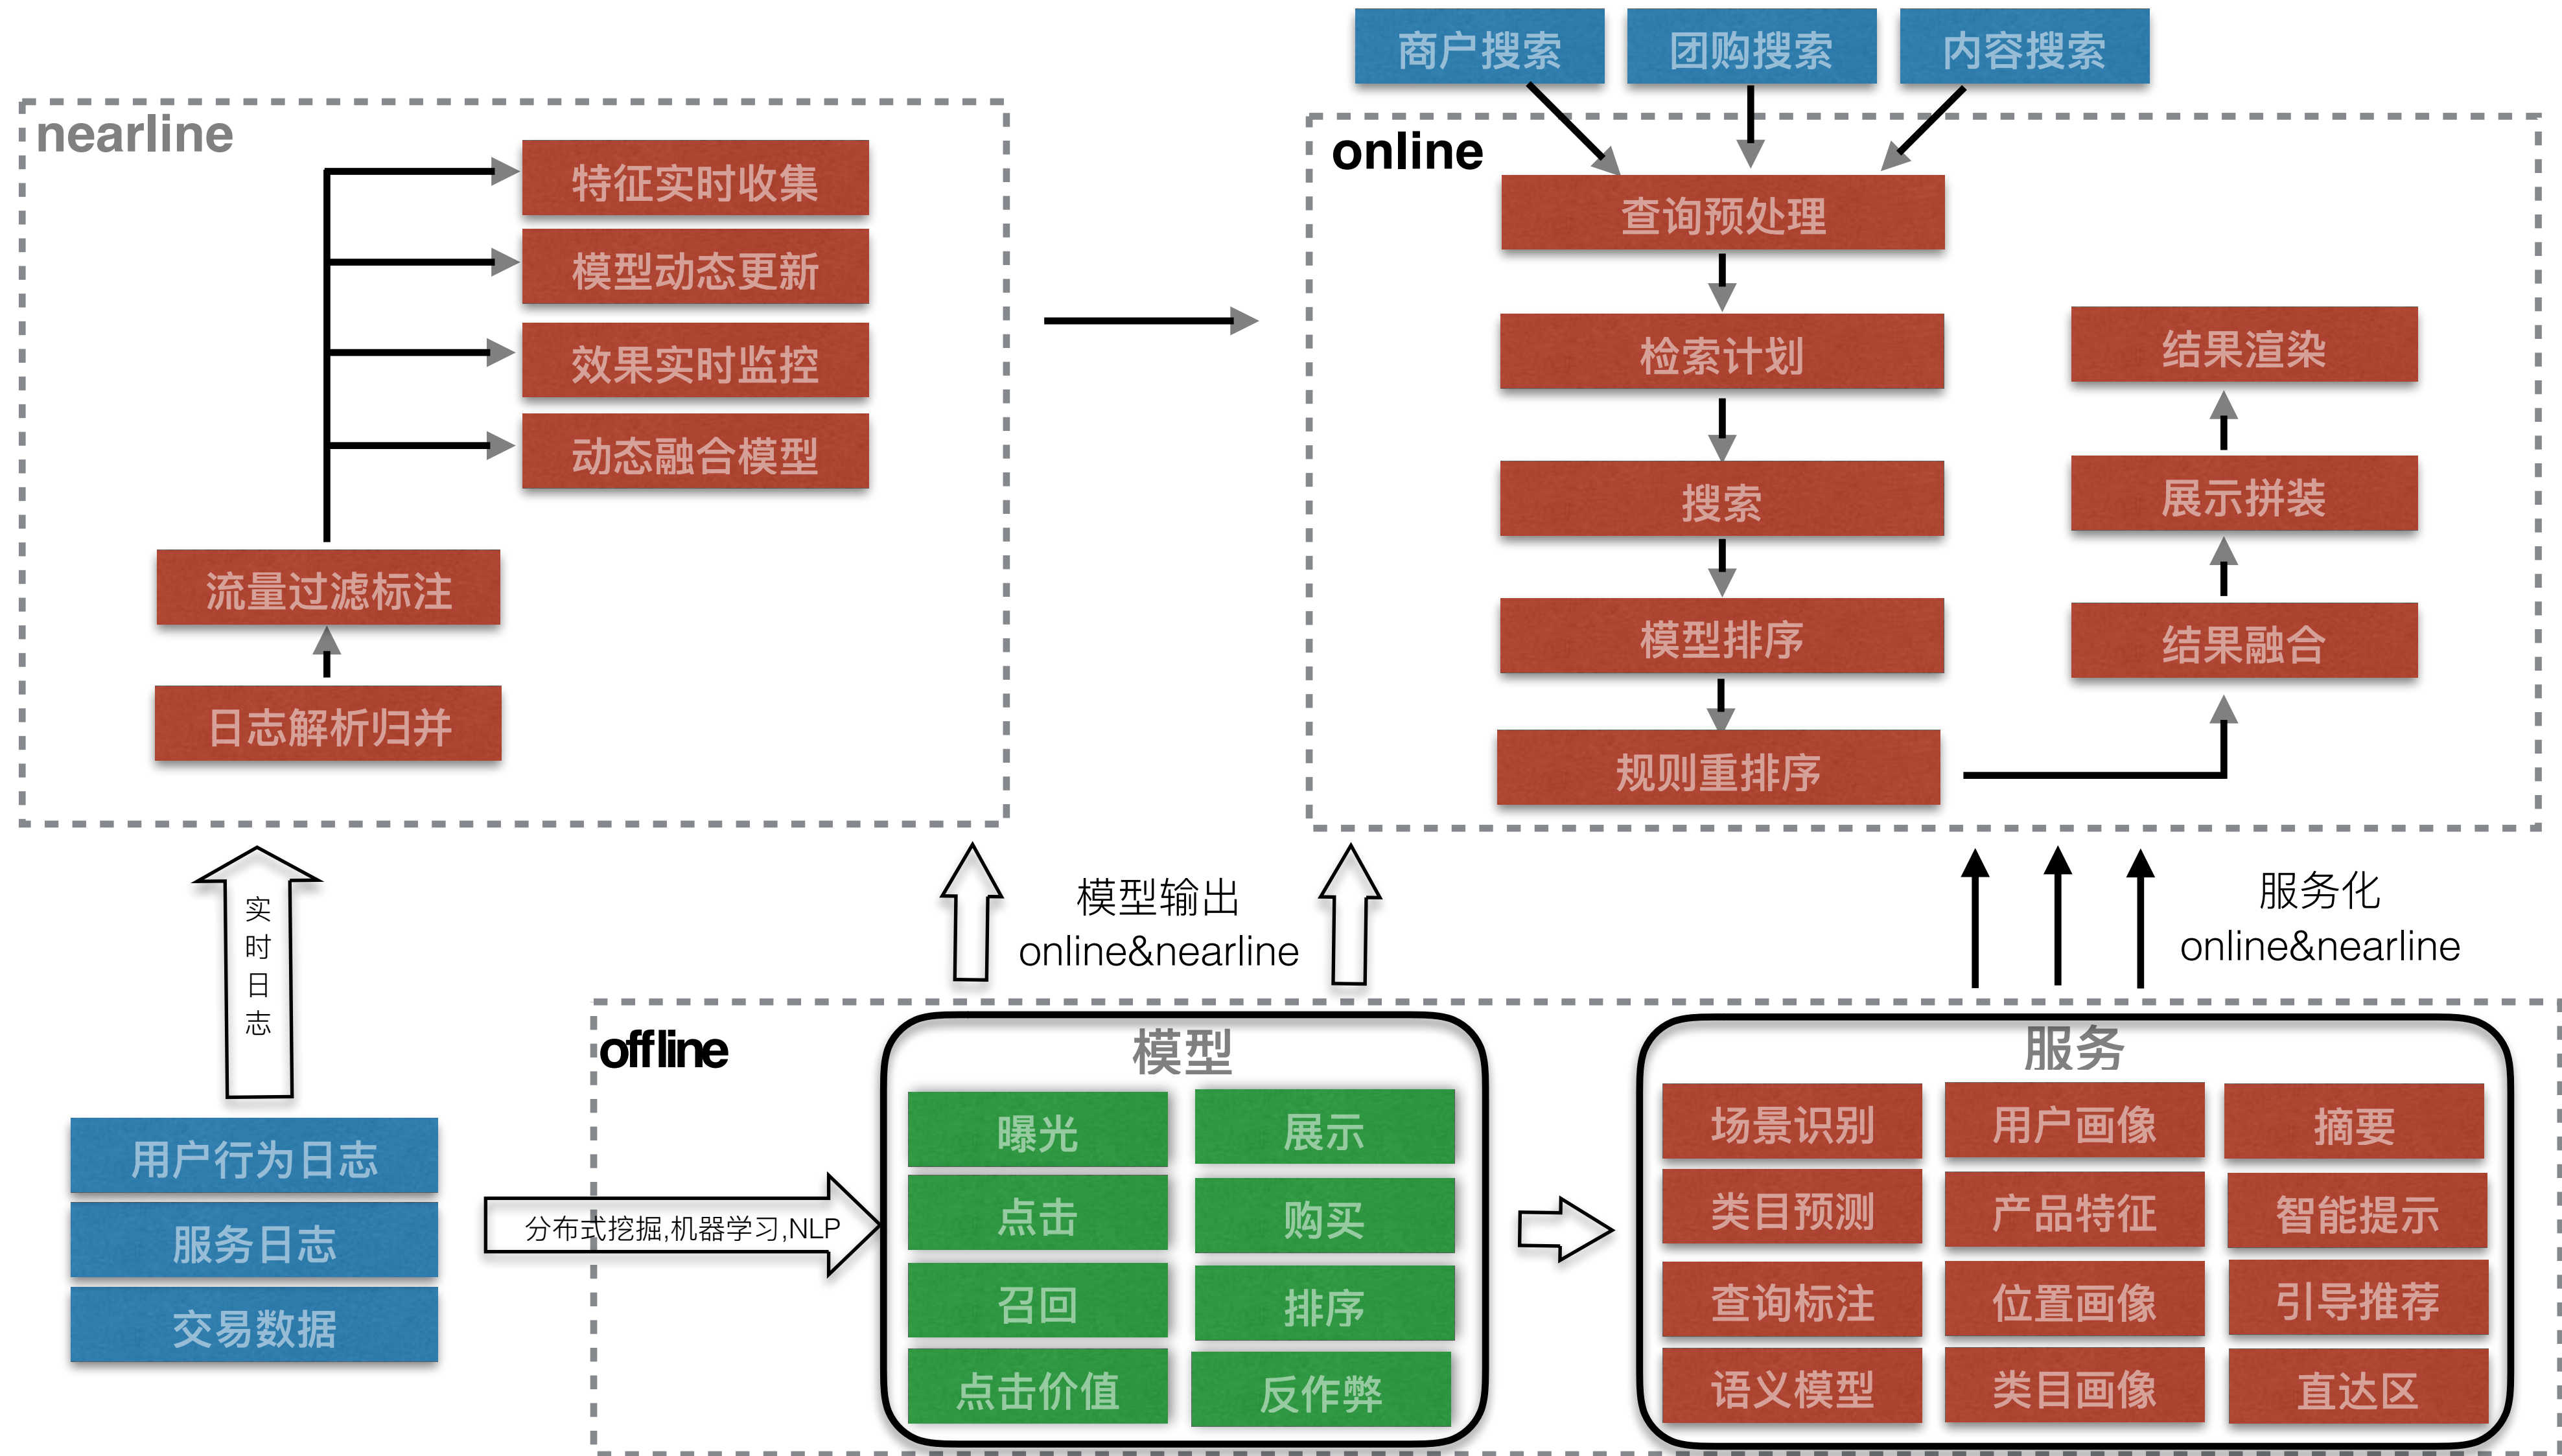 商户搜索
团购搜索
内容搜索
nearline
特征实时收集
模型动态更新
效果实时监控
动态融合模型
流量过滤标注
日志解析归并
online
查询预处理
检索计划
搜索
模型排序
规则重排序
结果渲染
展示拼装
结果融合
实时日志
模型输出
online&nearline
服务化
online&nearline
用户行为日志
服务日志
交易数据
分布式挖掘,机器学习,NLP
offline
模型
曝光
展示
点击
购买
召回
排序
点击价值
反作弊
服务
场景识别
用户画像
摘要
类目预测
产品特征
智能提示
查询标注
位置画像
引导推荐
语义模型
类目画像
直达区